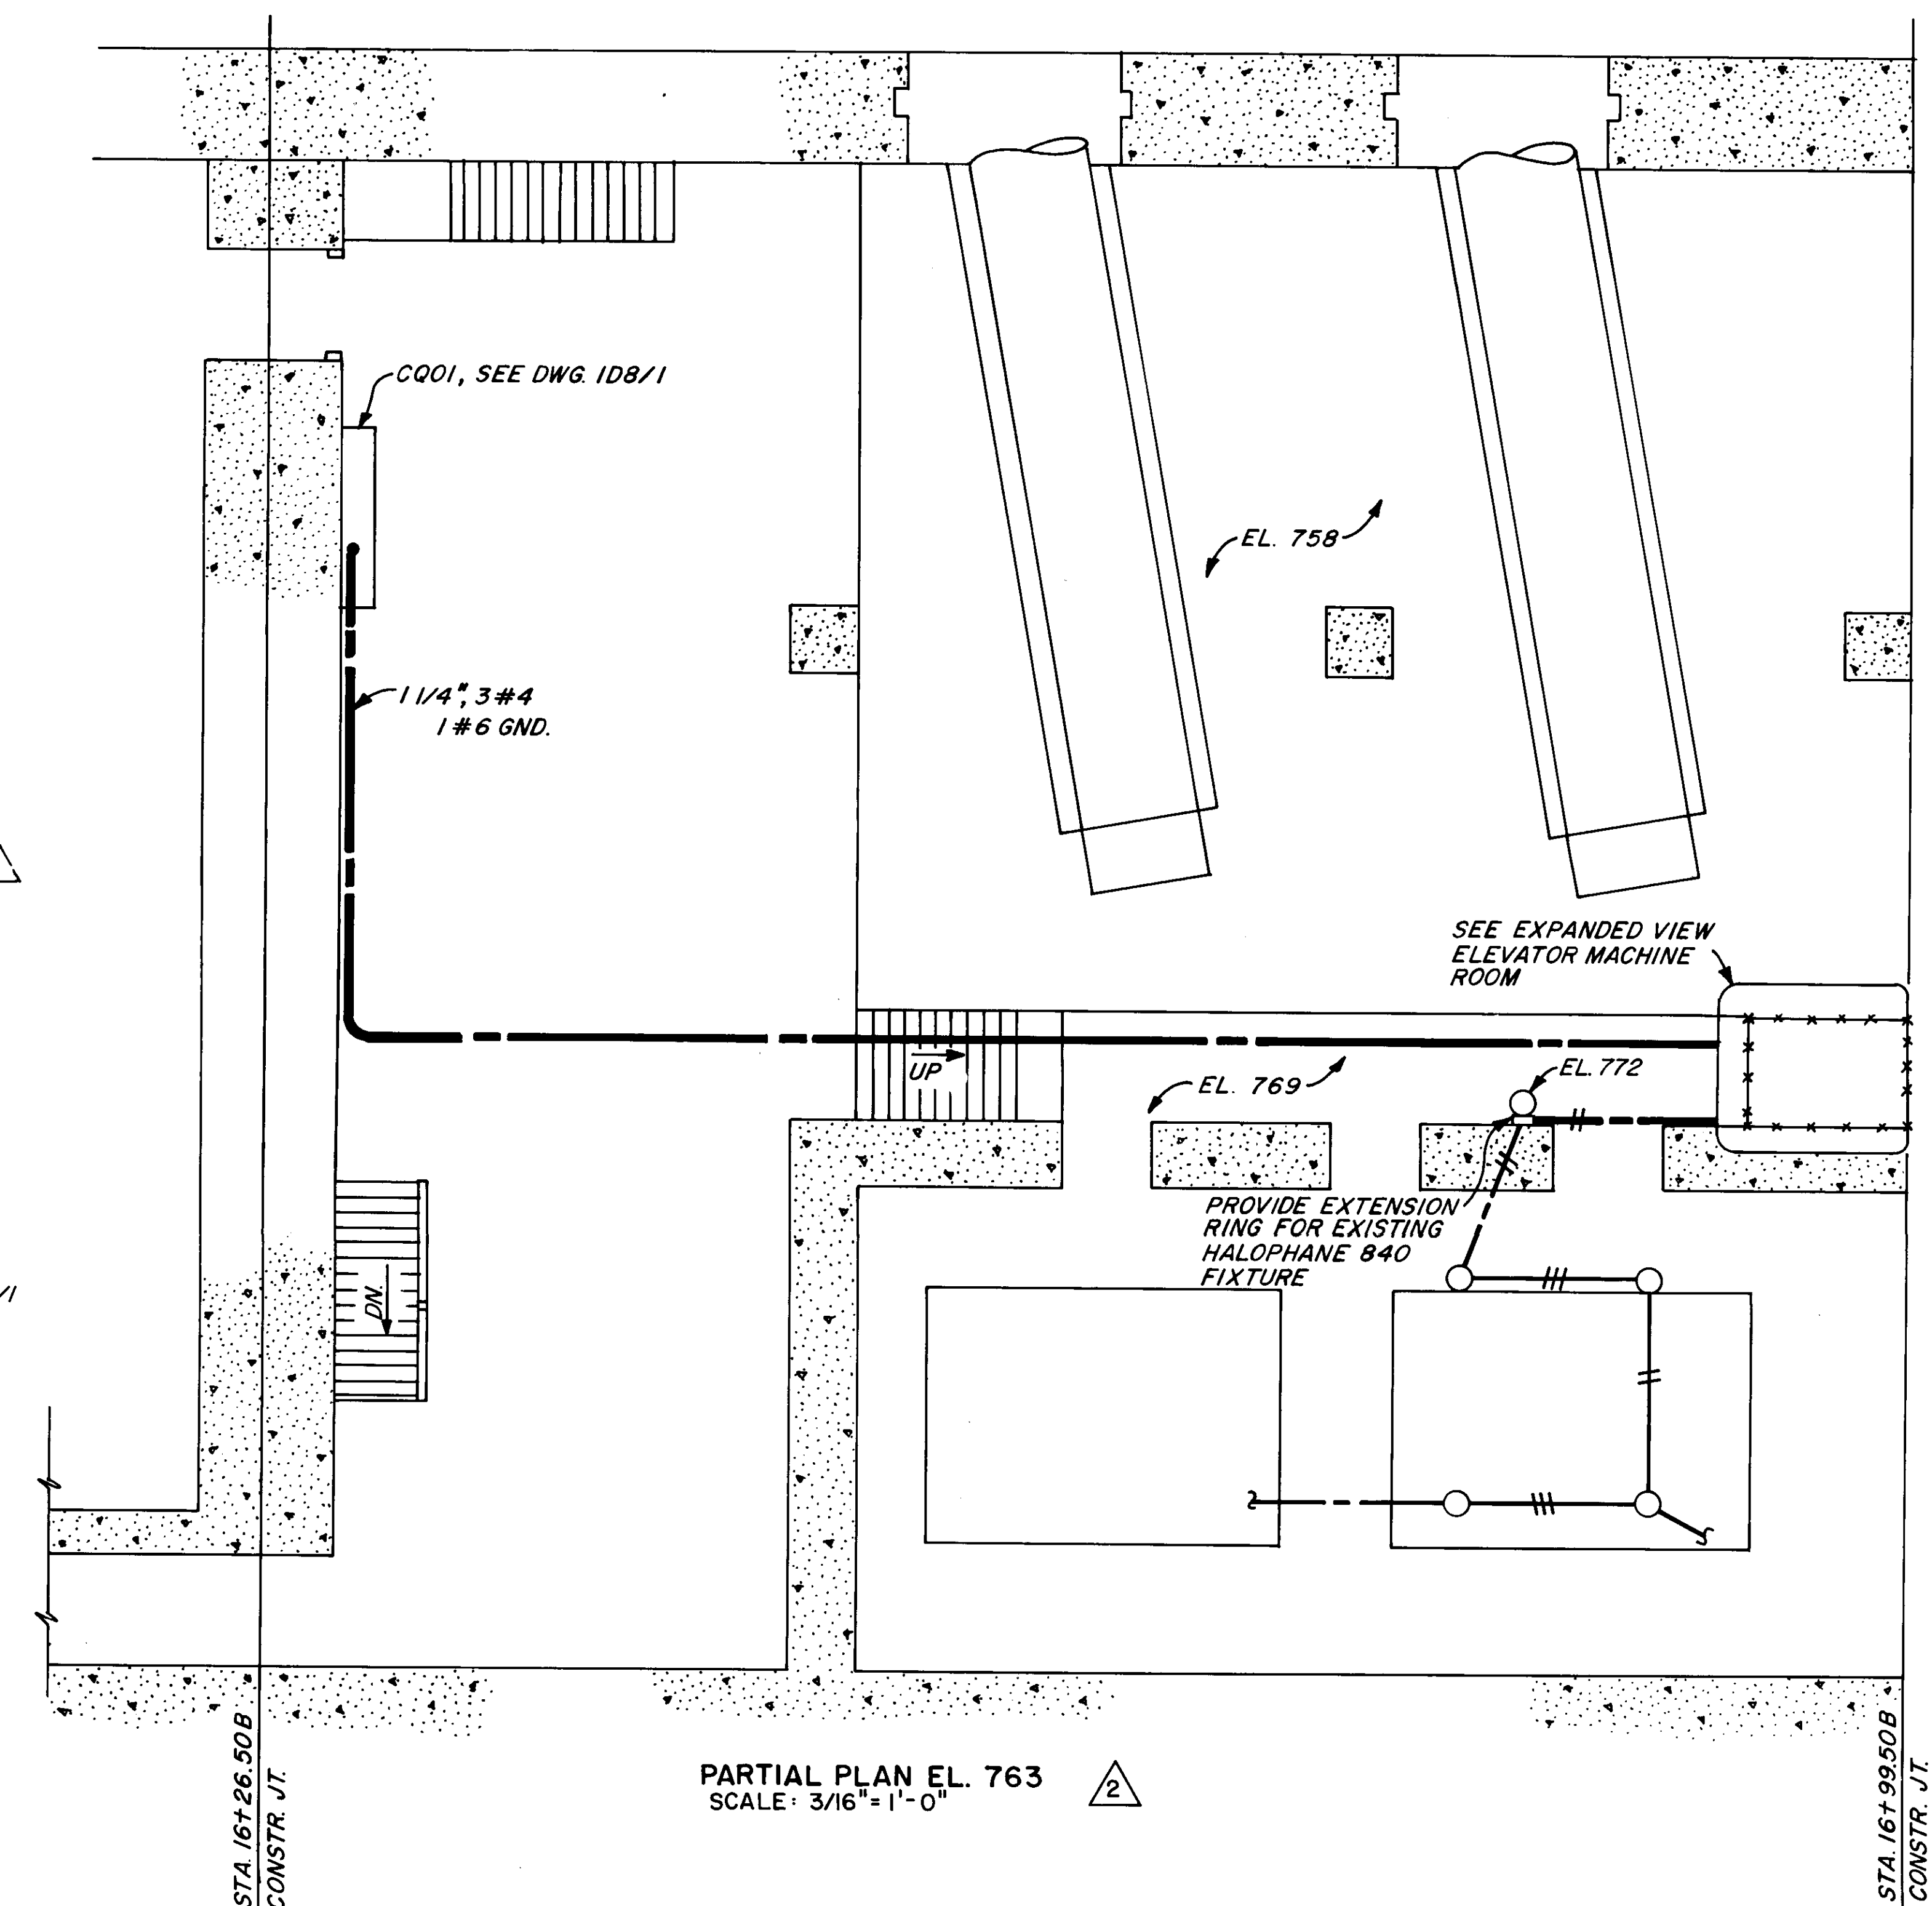 CQ01, SEE DWG. 1D8/1
EL. 758
1 1/4", 3#4
1#6 GND.
SEE EXPANDED VIEW
ELEVATOR MACHINE
ROOM
UP
EL. 769
EL. 772
PROVIDE EXTENSION
RING FOR EXISTING
HALOPHANE 840
FIXTURE
DN.
/1
PARTIAL PLAN EL. 763
SCALE: 3/16"=1'-0"
2
STA. 16+26.50B
CONSTR. JT.
STA. 16+99.50B
CONSTR. JT.